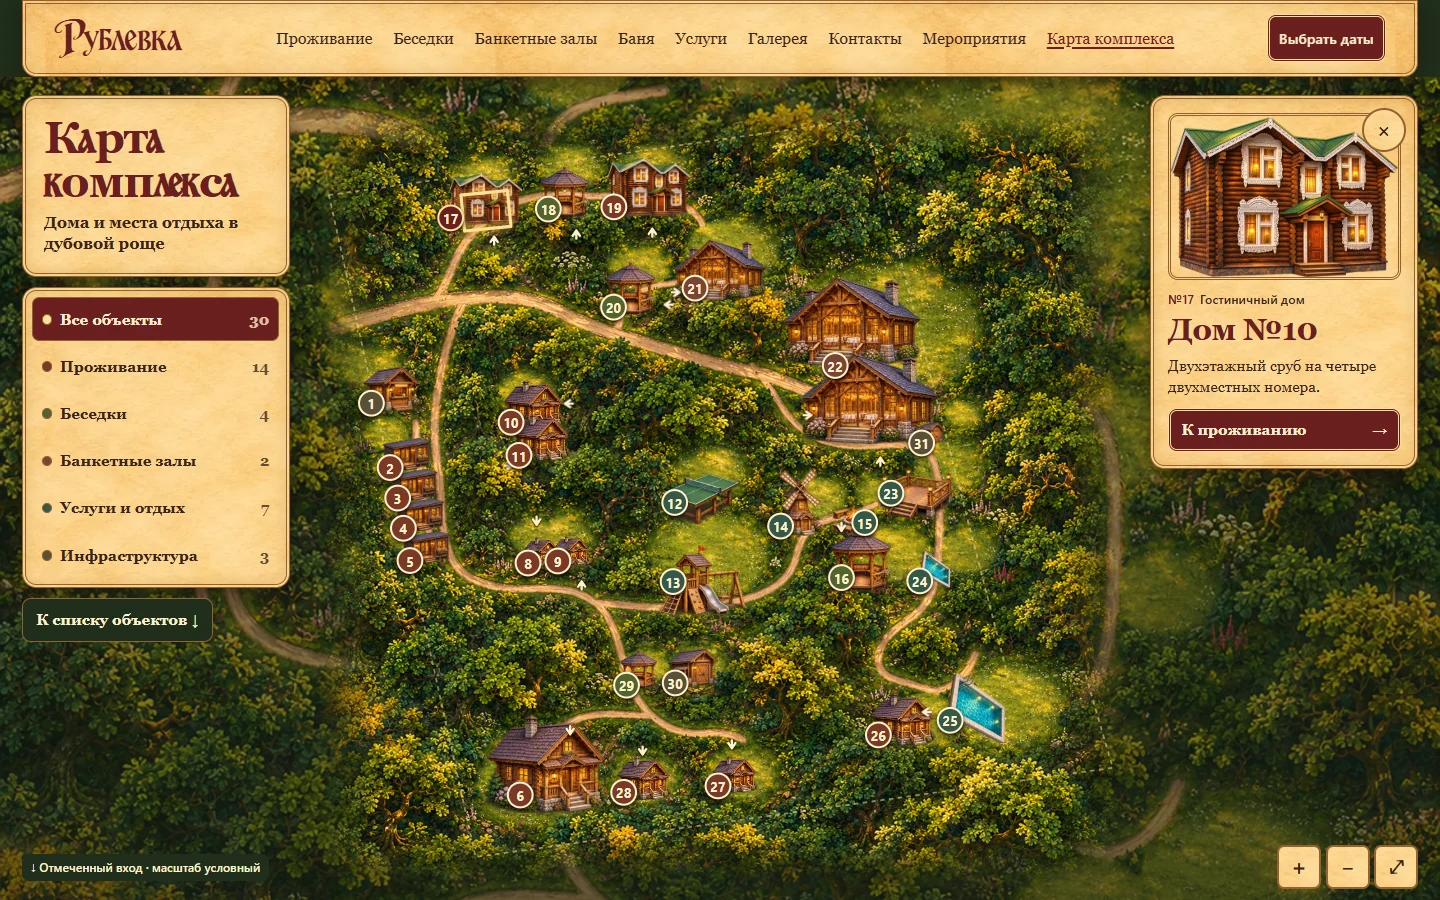 Рублевка
Проживание
Беседки
Банкетные залы
Баня
Услуги
Галерея
Контакты
Мероприятия
Карта комплекса
Выбрать даты
Карта
комплекса
Дома и места отдыха в
дубовой роще
Все объекты 30
Проживание 14
Беседки 4
Банкетные залы 2
Услуги и отдых 7
Инфраструктура 3
К списку объектов ↓
↓ Отмеченный вход · масштаб условный
17
18
19
20
21
22
1
10
11
31
2
3
4
5
12
23
14
15
8
9
13
16
24
29
30
25
26
6
28
27
×
№17 Гостиничный дом
Дом №10
Двухэтажный сруб на четыре
двухместных номера.
К проживанию →
+
−
⤢